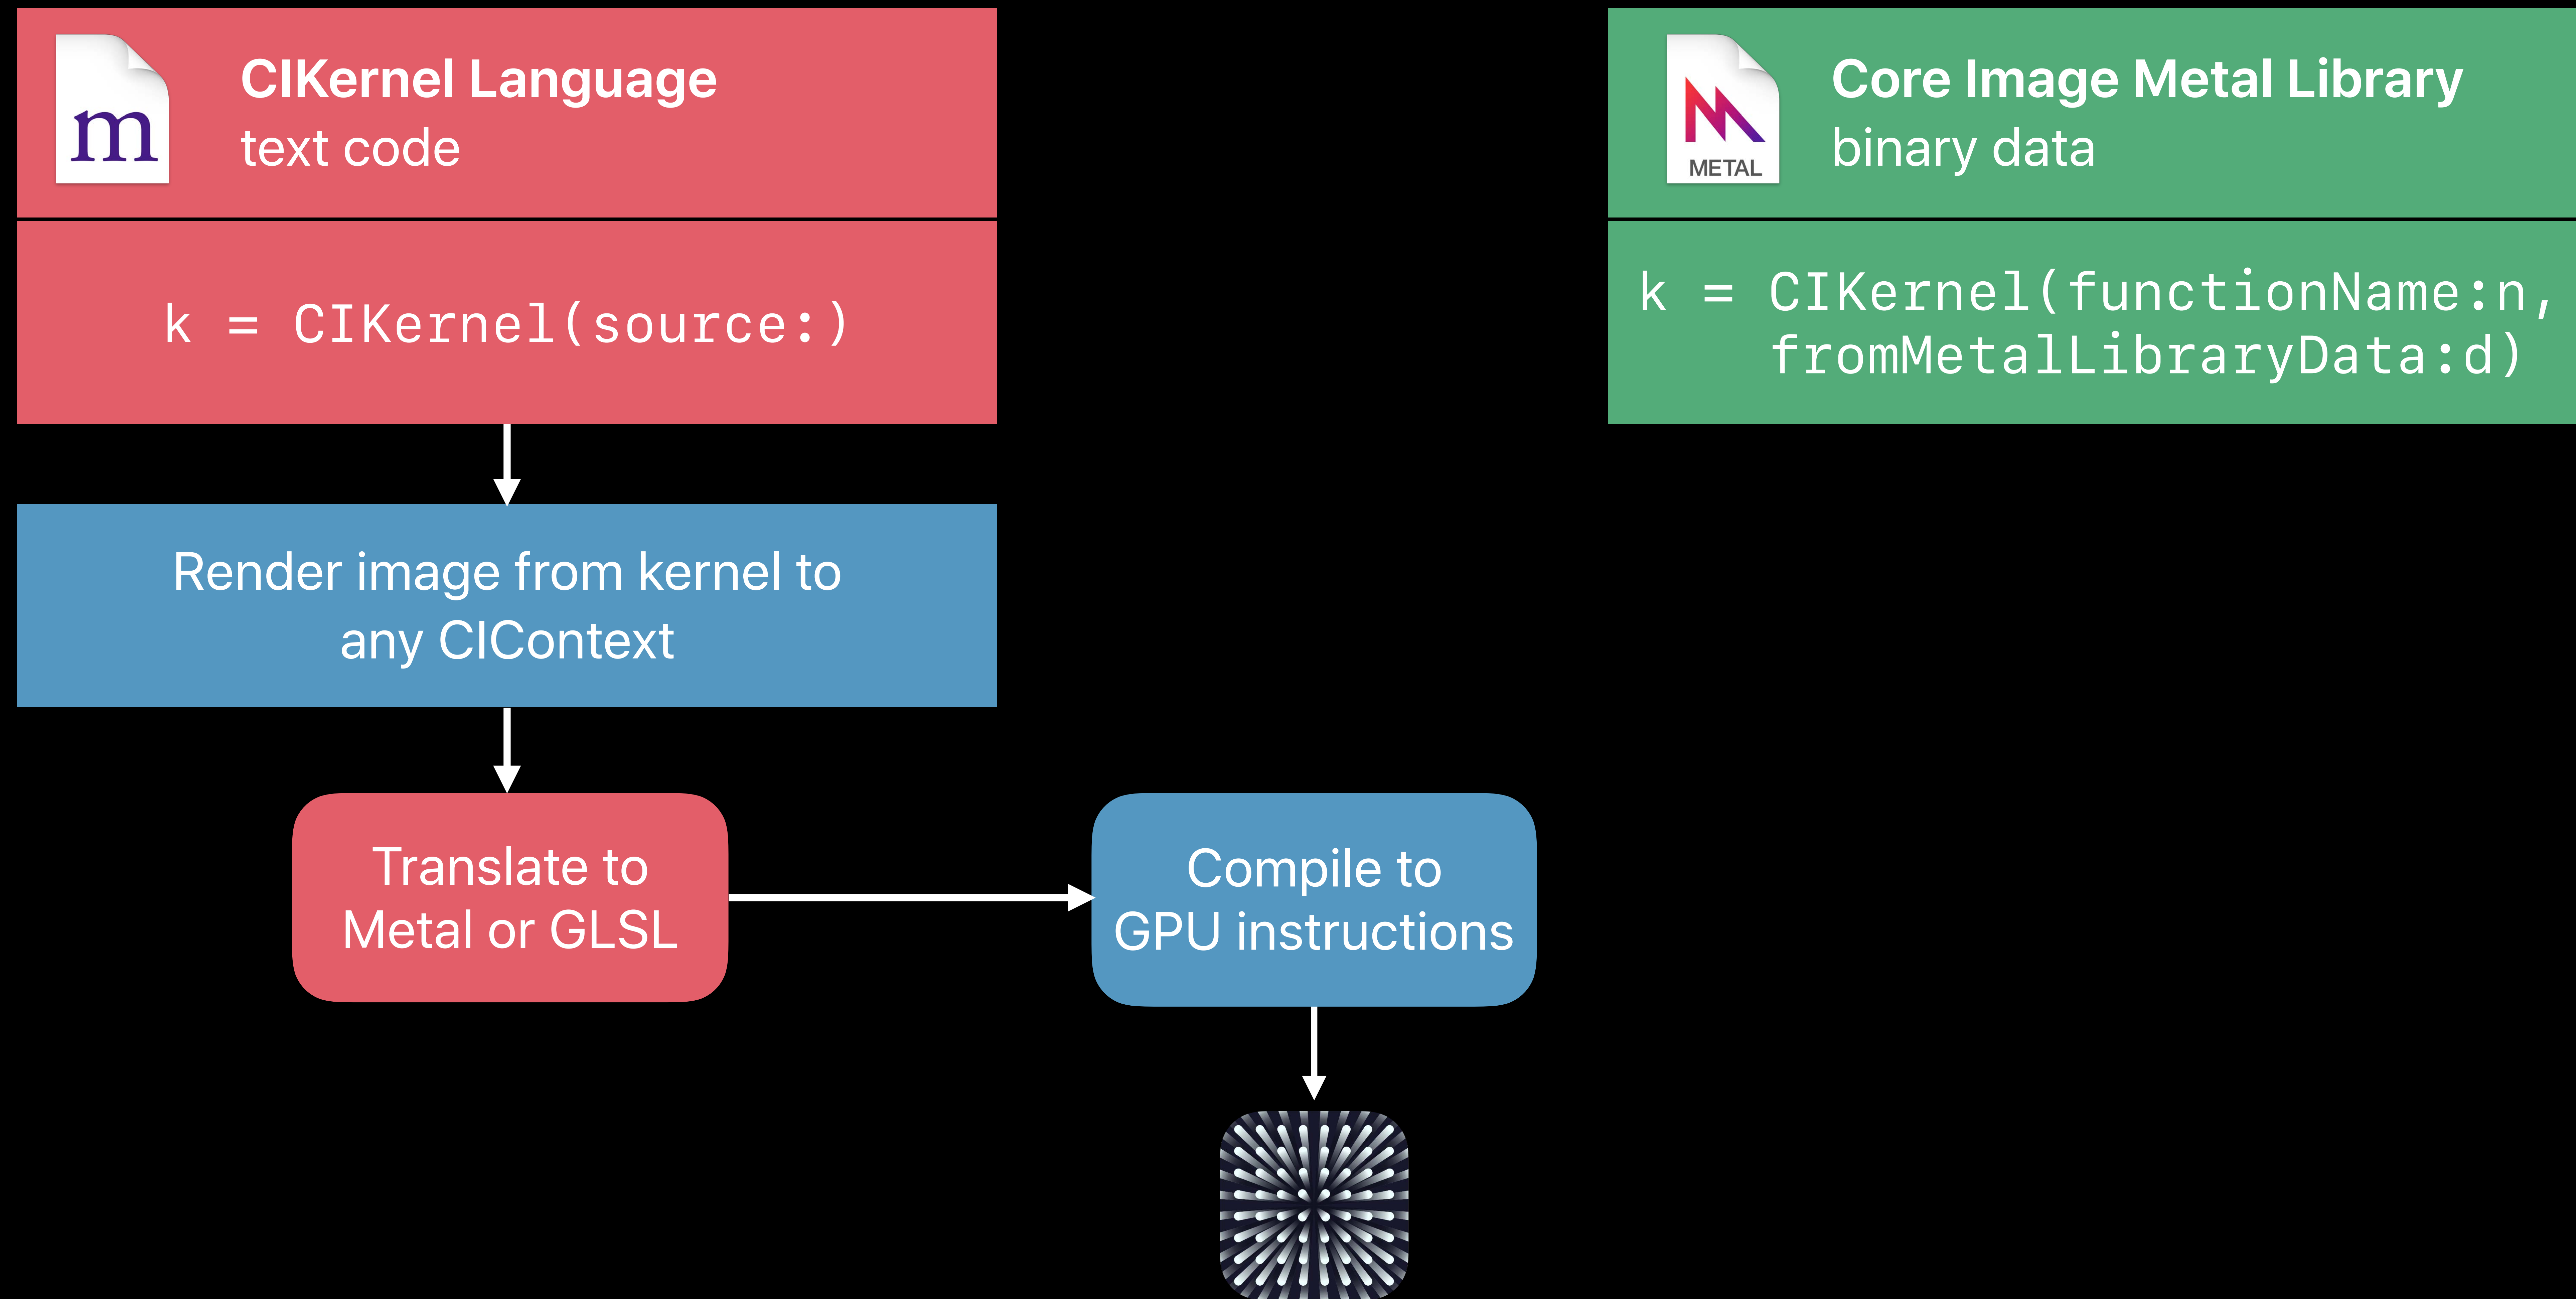 m
CIKernel Language
text code
k = CIKernel(source:)
METAL
Core Image Metal Library
binary data
k = CIKernel(functionName:n,
fromMetalLibraryData:d)
Render image from kernel to
any CIContext
Translate to
Metal or GLSL
Compile to
GPU instructions